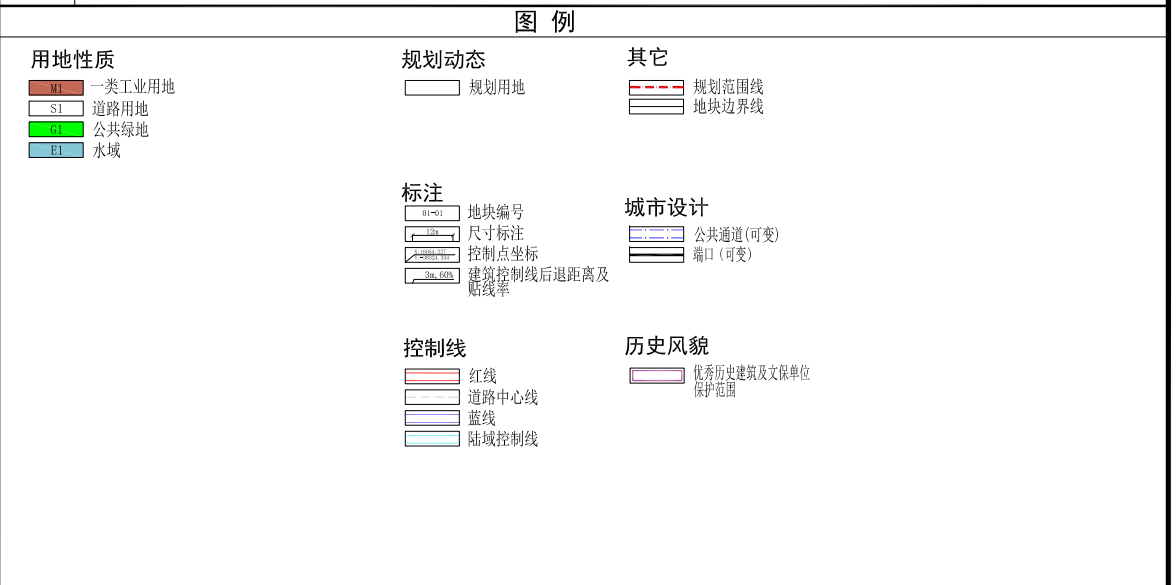 图 例
用地性质
M1 一类工业用地
S1 道路用地
G1 公共绿地
E1 水域
规划动态
规划用地
其它
规划范围线
地块边界线
标注
01-01 地块编号
12m 尺寸标注
控制点坐标
3m,60% 建筑控制线后退距离及
贴线率
城市设计
公共通道(可变)
端口(可变)
控制线
红线
道路中心线
蓝线
陆域控制线
历史风貌
优秀历史建筑及文保单位
保护范围